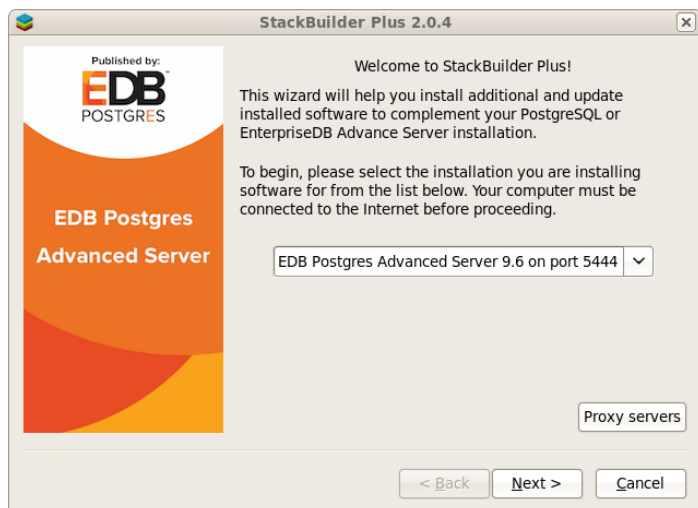 StackBuilder Plus 2.0.4
Published by:
EDB
POSTGRES
EDB Postgres
Advanced Server
Welcome to StackBuilder Plus!
This wizard will help you install additional and update
installed software to complement your PostgreSQL or
EnterpriseDB Advance Server installation.
To begin, please select the installation you are installing
software for from the list below. Your computer must be
connected to the Internet before proceeding.
EDB Postgres Advanced Server 9.6 on port 5444
Proxy servers
< Back
Next >
Cancel